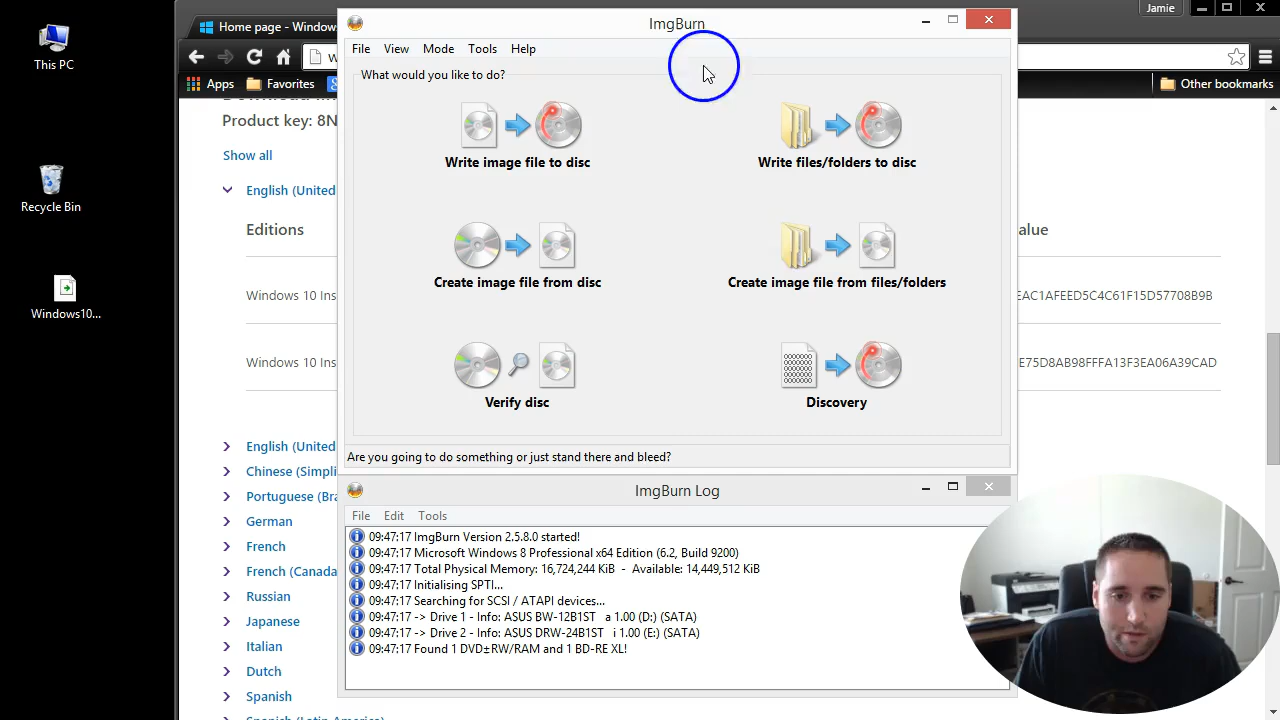 This PC
Recycle Bin
Windows10...
Home page - Window
Jamie
Apps
Favorites
Other bookmarks
Product key: 8N
Show all
English (United
Editions
alue
Windows 10 Ins
EAC1AFEED5C4C61F15D57708B9B
Windows 10 Ins
E75D8AB98FFFA13F3EA06A39CAD
English (United
Chinese (Simpli
Portuguese (Bra
German
French
French (Canada
Russian
Japanese
Italian
Dutch
Spanish
Spanish (Latin America)
ImgBurn
File View Mode Tools Help
What would you like to do?
Write image file to disc
Write files/folders to disc
Create image file from disc
Create image file from files/folders
Verify disc
Discovery
Are you going to do something or just stand there and bleed?
ImgBurn Log
File Edit Tools
09:47:17 ImgBurn Version 2.5.8.0 started!
09:47:17 Microsoft Windows 8 Professional x64 Edition (6.2, Build 9200)
09:47:17 Total Physical Memory: 16,724,244 KiB - Available: 14,449,512 KiB
09:47:17 Initialising SPTI...
09:47:17 Searching for SCSI / ATAPI devices...
09:47:17 -> Drive 1 - Info: ASUS BW-12B1ST a 1.00 (D:) (SATA)
09:47:17 -> Drive 2 - Info: ASUS DRW-24B1ST i 1.00 (E:) (SATA)
09:47:17 Found 1 DVD±RW/RAM and 1 BD-RE XL!